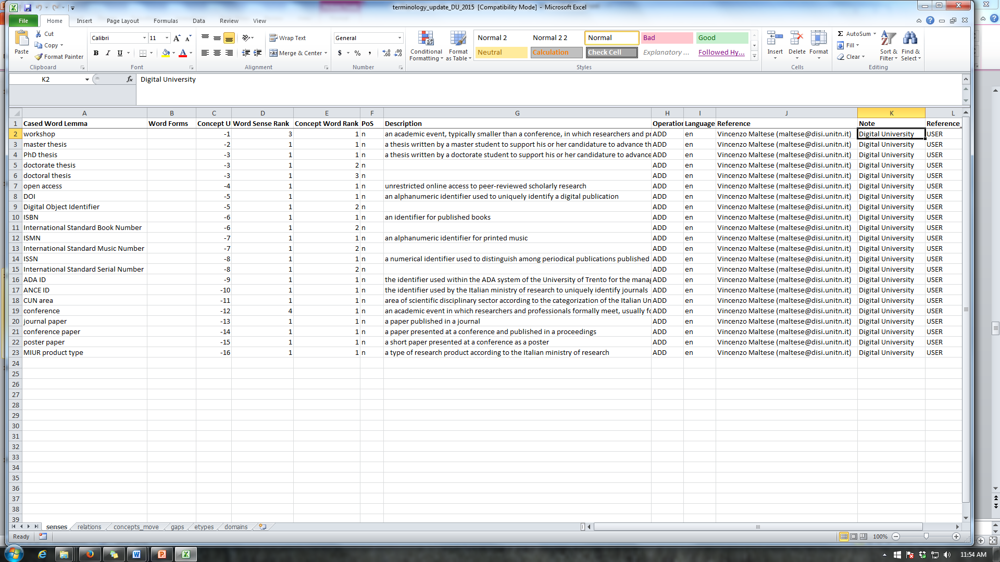 terminology_update_DU_2015 [Compatibility Mode] - Microsoft Excel
File Home Insert Page Layout Formulas Data Review View
Paste Cut Copy Format Painter Clipboard
Calibri 11 B I U Font
Wrap Text Merge & Center Alignment
General $ % , Number
Conditional Formatting Format as Table
Normal 2 Normal 2 2 Normal Bad Good
Neutral Calculation Check Cell Explanatory ... Followed Hy...
Styles
Insert Delete Format Cells
AutoSum Fill Clear Sort & Filter Find & Select Editing
K2 fx Digital University
A B C D E F G H I J K L
1 Cased Word Lemma Word Forms Concept U Word Sense Rank Concept Word Rank PoS Description Operation Language Reference Note Reference_
2 workshop -1 3 1 n an academic event, typically smaller than a conference, in which researchers and pr ADD en Vincenzo Maltese (maltese@disi.unitn.it) Digital University USER
3 master thesis -2 1 1 n a thesis written by a master student to support his or her candidature to advance th ADD en Vincenzo Maltese (maltese@disi.unitn.it) Digital University USER
4 PhD thesis -3 1 1 n a thesis written by a doctorate student to support his or her candidature to advance ADD en Vincenzo Maltese (maltese@disi.unitn.it) Digital University USER
5 doctorate thesis -3 1 2 n ADD en Vincenzo Maltese (maltese@disi.unitn.it) Digital University USER
6 doctoral thesis -3 1 3 n ADD en Vincenzo Maltese (maltese@disi.unitn.it) Digital University USER
7 open access -4 1 1 n unrestricted online access to peer-reviewed scholarly research ADD en Vincenzo Maltese (maltese@disi.unitn.it) Digital University USER
8 DOI -5 1 1 n an alphanumeric identifier used to uniquely identify a digital publication ADD en Vincenzo Maltese (maltese@disi.unitn.it) Digital University USER
9 Digital Object Identifier -5 1 2 n ADD en Vincenzo Maltese (maltese@disi.unitn.it) Digital University USER
10 ISBN -6 1 1 n an identifier for published books ADD en Vincenzo Maltese (maltese@disi.unitn.it) Digital University USER
11 International Standard Book Number -6 1 2 n ADD en Vincenzo Maltese (maltese@disi.unitn.it) Digital University USER
12 ISMN -7 1 1 n an alphanumeric identifier for printed music ADD en Vincenzo Maltese (maltese@disi.unitn.it) Digital University USER
13 International Standard Music Number -7 1 2 n ADD en Vincenzo Maltese (maltese@disi.unitn.it) Digital University USER
14 ISSN -8 1 1 n a numerical identifier used to distinguish among periodical publications published ADD en Vincenzo Maltese (maltese@disi.unitn.it) Digital University USER
15 International Standard Serial Number -8 1 2 n ADD en Vincenzo Maltese (maltese@disi.unitn.it) Digital University USER
16 ADA ID -9 1 1 n the identifier used within the ADA system of the University of Trento for the manag ADD en Vincenzo Maltese (maltese@disi.unitn.it) Digital University USER
17 ANCE ID -10 1 1 n the identifier used by the Italian ministry of research to uniquely identify journals ADD en Vincenzo Maltese (maltese@disi.unitn.it) Digital University USER
18 CUN area -11 1 1 n area of scientific disciplinary sector according to the categorization of the Italian Un ADD en Vincenzo Maltese (maltese@disi.unitn.it) Digital University USER
19 conference -12 4 1 n an academic event in which researchers and professionals formally meet, usually fo ADD en Vincenzo Maltese (maltese@disi.unitn.it) Digital University USER
20 journal paper -13 1 1 n a paper published in a journal ADD en Vincenzo Maltese (maltese@disi.unitn.it) Digital University USER
21 conference paper -14 1 1 n a paper presented at a conference and published in a proceedings ADD en Vincenzo Maltese (maltese@disi.unitn.it) Digital University USER
22 poster paper -15 1 1 n a short paper presented at a conference as a poster ADD en Vincenzo Maltese (maltese@disi.unitn.it) Digital University USER
23 MIUR product type -16 1 1 n a type of research product according to the Italian ministry of research ADD en Vincenzo Maltese (maltese@disi.unitn.it) Digital University USER
24
25
26
27
28
29
30
31
32
33
34
35
36
37
38
39
senses relations concepts_move gaps etypes domains
Ready 100%
11:54 AM